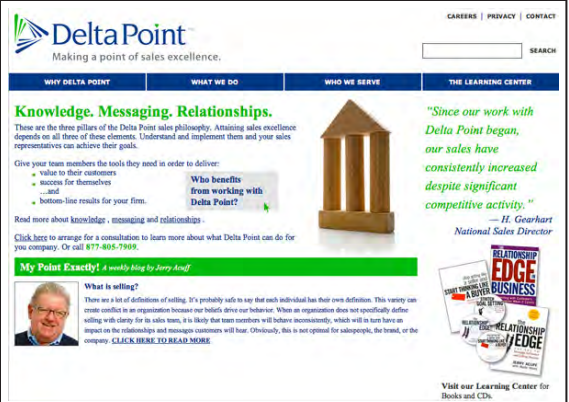 CAREERS | PRIVACY | CONTACT
Delta Point
Making a point of sales excellence.
SEARCH
WHY DELTA POINT
WHAT WE DO
WHO WE SERVE
THE LEARNING CENTER
Knowledge. Messaging. Relationships.
These are the three pillars of the Delta Point sales philosophy. Attaining sales excellence
depends on all three of these elements. Understand and implement them and your sales
representatives can achieve their goals.
Give your team members the tools they need in order to deliver:
value to their customers
success for themselves
...and
bottom-line results for your firm.
Who benefits
from working with
Delta Point?
Read more about knowledge , messaging and relationships .
Click here to arrange for a consultation to learn more about what Delta Point can do for
you company. Or call 877-805-7909.
"Since our work with
Delta Point began,
our sales have
consistently increased
despite significant
competitive activity."
— H. Gearhart
National Sales Director
My Point Exactly! A weekly blog by Jerry Acuff
What is selling?
There are a lot of definitions of selling. It's probably safe to say that each individual has their own definition. This variety can
create conflict in an organization because our beliefs drive our behavior. When an organization does not specifically define
selling with clarity for its sales team, it is likely that team members will behave inconsistently, which will in turn have an
impact on the relationships and messages customers will hear. Obviously, this is not optimal for salespeople, the brand, or the
company. CLICK HERE TO READ MORE
RELATIONSHIP
EDGE
IN
BUSINESS
START THINKING LIKE
A BUYER
The
RELATIONSHIP
EDGE
JERRY ACUFF
Visit our Learning Center for
Books and CDs.